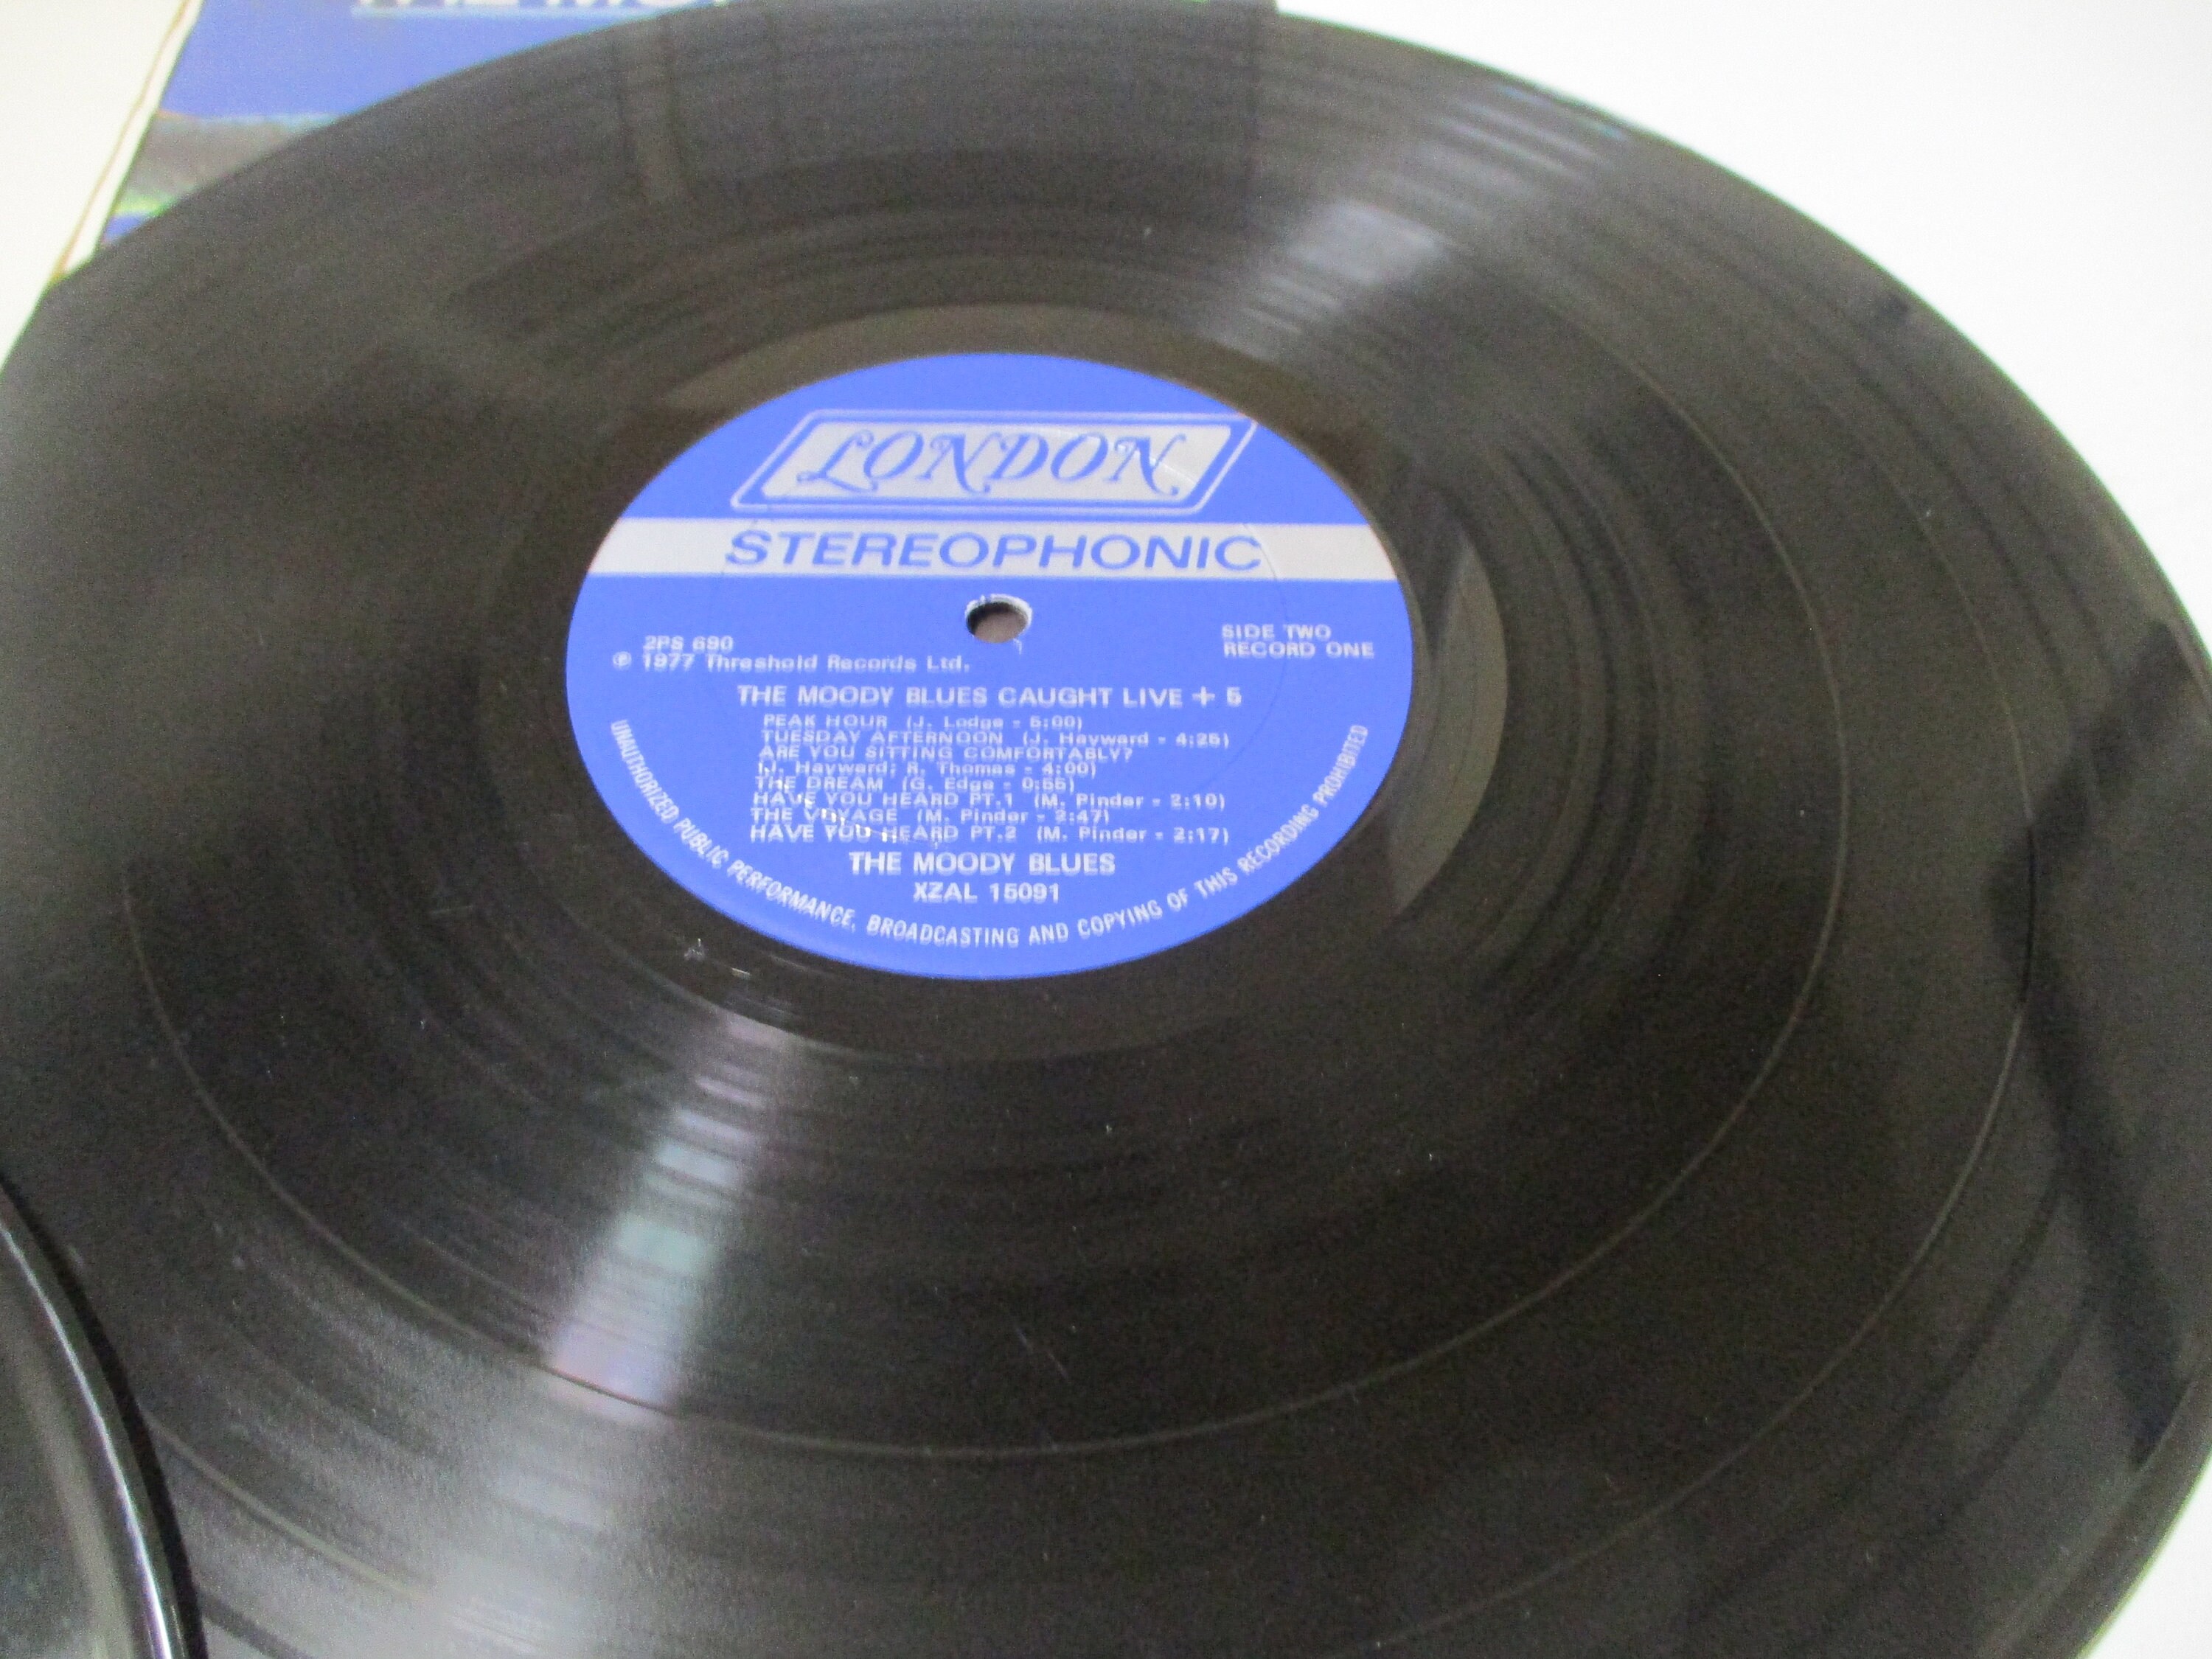 LONDON
STEREOPHONIC
2PS 690
SIDE TWO
℗ 1977 Threshold Records Ltd.
RECORD ONE
THE MOODY BLUES CAUGHT LIVE + 5
PEAK HOUR (J. Lodge - 5:00)
TUESDAY AFTERNOON (J. Hayward - 4:25)
ARE YOU SITTING COMFORTABLY?
(J. Hayward; R. Thomas - 4:00)
THE DREAM (G. Edge - 0:55)
HAVE YOU HEARD PT.1 (M. Pinder - 2:10)
THE VOYAGE (M. Pinder - 2:47)
HAVE YOU HEARD PT.2 (M. Pinder - 2:17)
THE MOODY BLUES
XZAL 15091
UNAUTHORIZED PUBLIC PERFORMANCE, BROADCASTING AND COPYING OF THIS RECORDING PROHIBITED